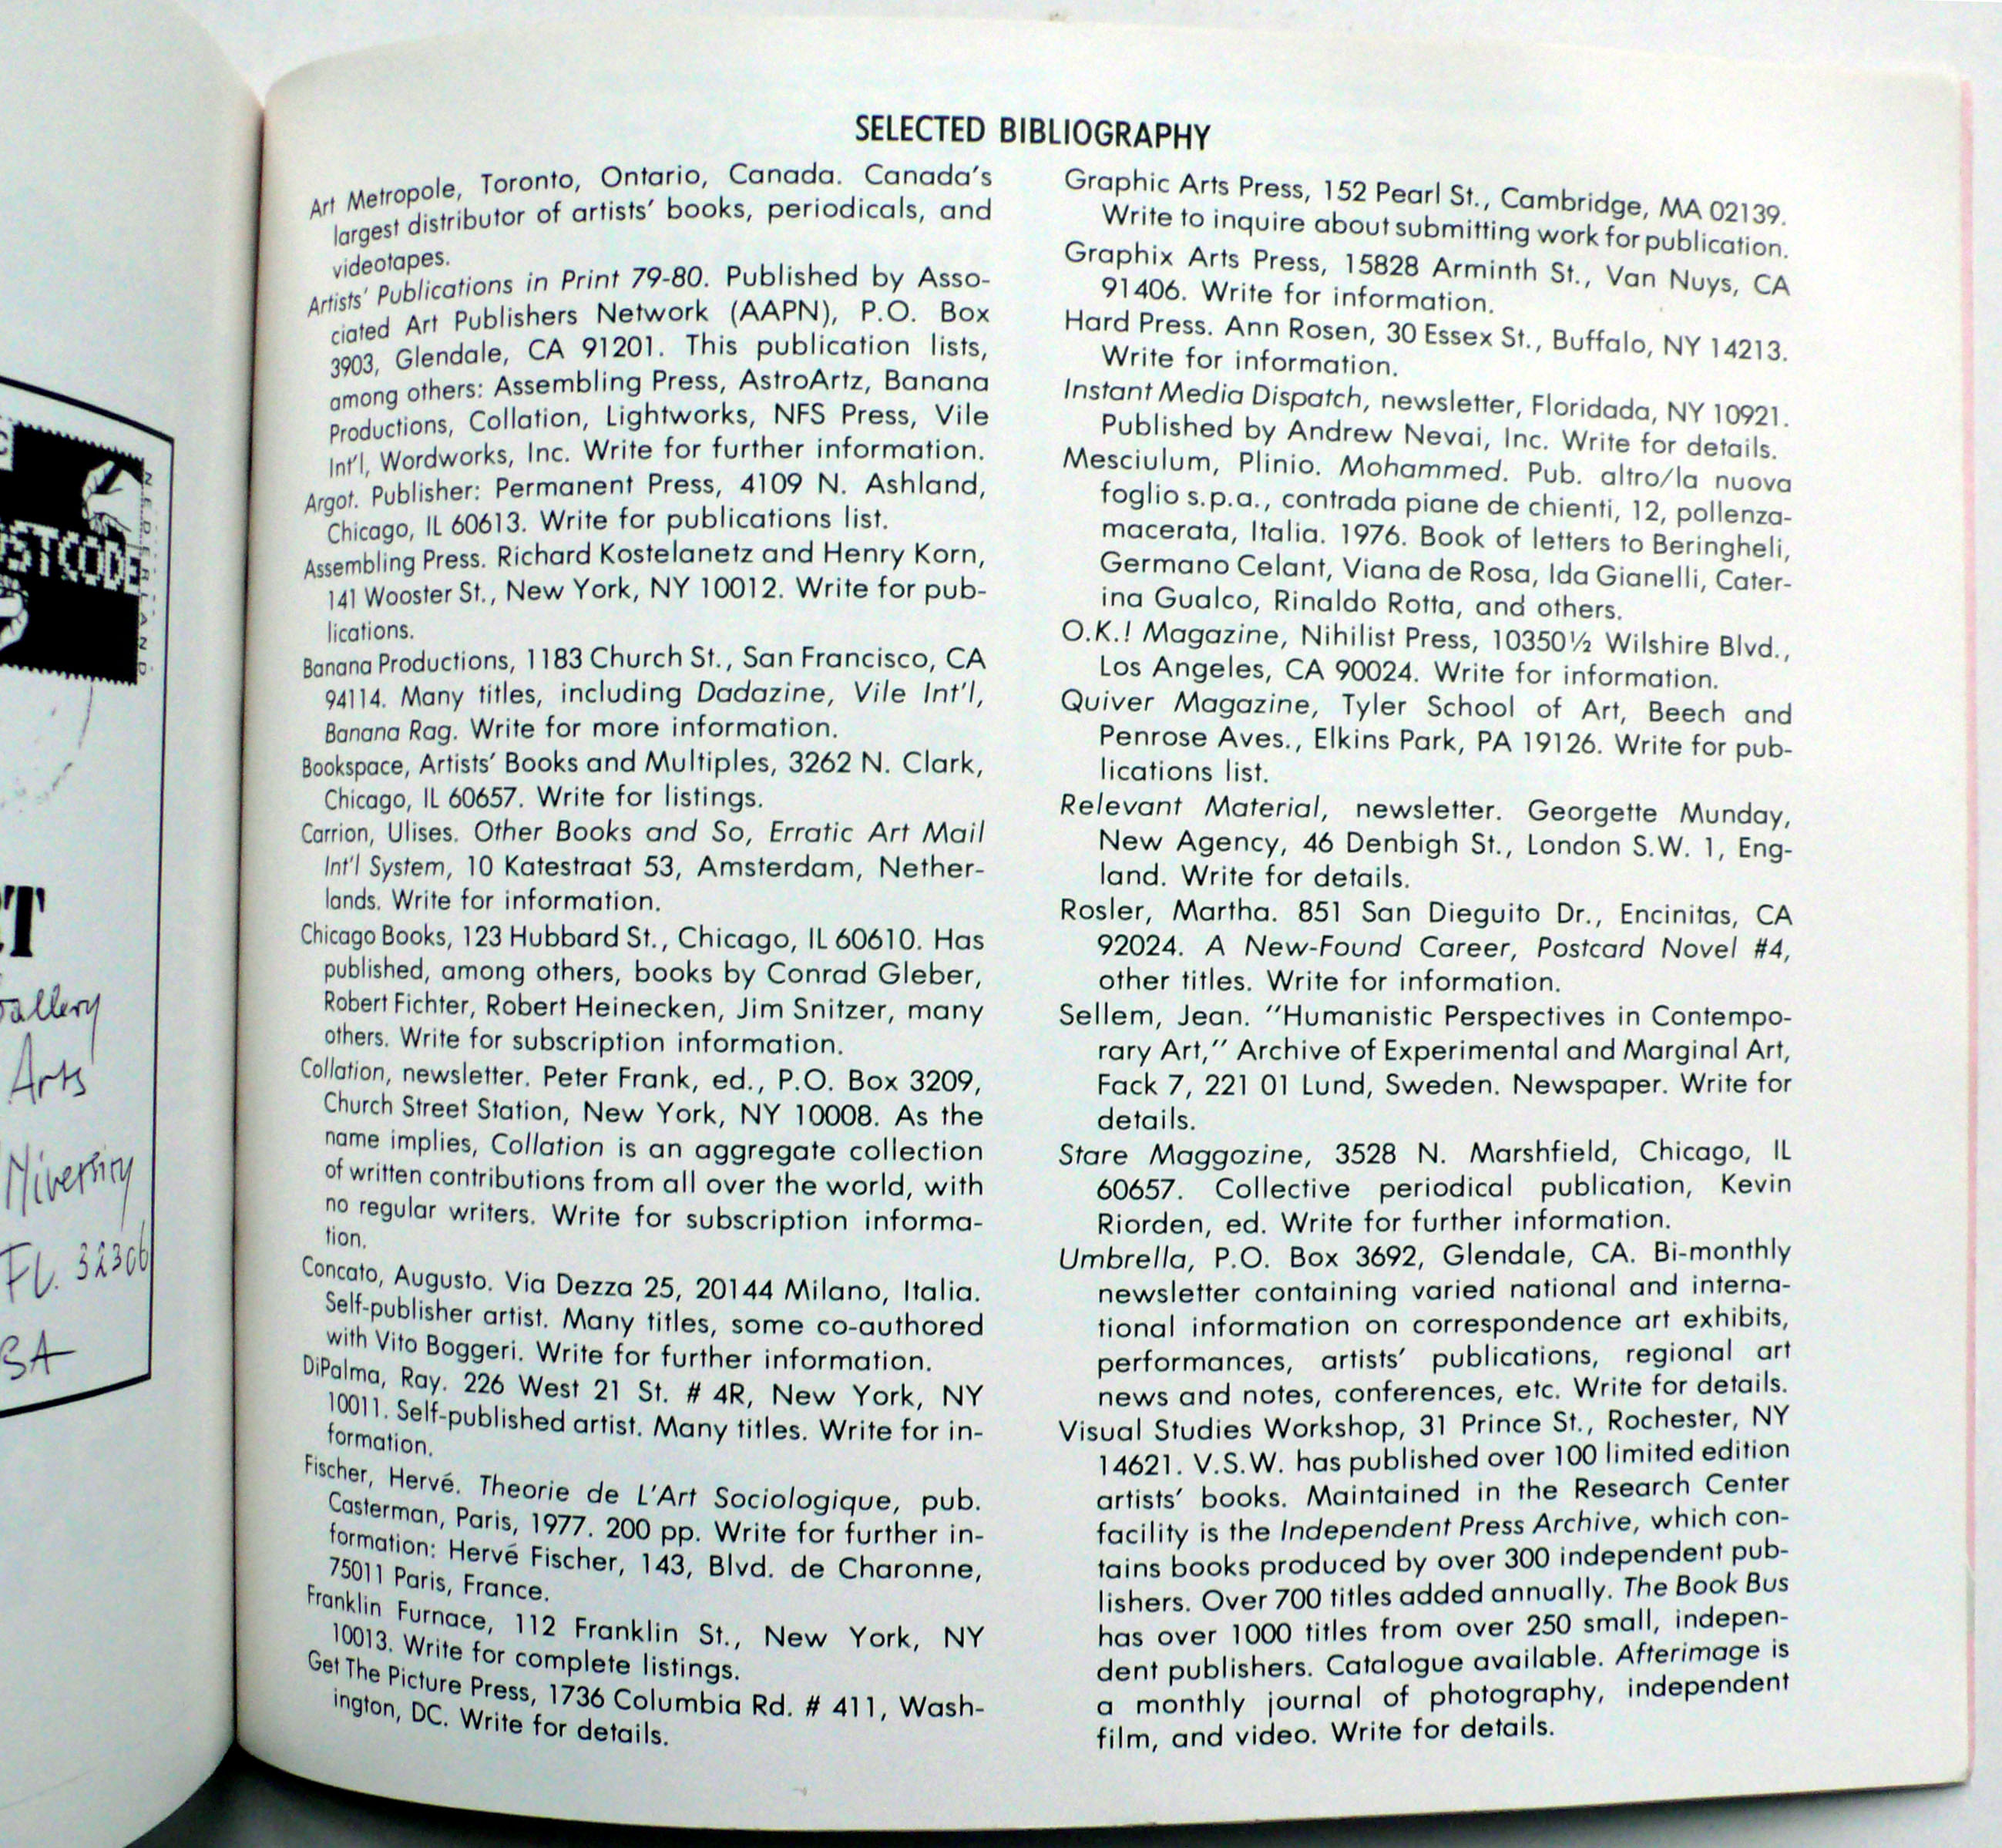 STCODE
T
Gallery
Arts
niversity
FL. 32306
SELECTED BIBLIOGRAPHY
Art Metropole, Toronto, Ontario, Canada. Canada's
largest distributor of artists' books, periodicals, and
videotapes.
Artists' Publications in Print 79-80. Published by Asso-
ciated Art Publishers Network (AAPN), P.O. Box
3903, Glendale, CA 91201. This publication lists,
among others: Assembling Press, AstroArtz, Banana
Productions, Collation, Lightworks, NFS Press, Vile
Int'l, Wordworks, Inc. Write for further information.
Argot. Publisher: Permanent Press, 4109 N. Ashland,
Chicago, IL 60613. Write for publications list.
Assembling Press. Richard Kostelanetz and Henry Korn,
141 Wooster St., New York, NY 10012. Write for pub-
lications.
Banana Productions, 1183 Church St., San Francisco, CA
94114. Many titles, including Dadazine, Vile Int'l,
Banana Rag. Write for more information.
Bookspace, Artists' Books and Multiples, 3262 N. Clark,
Chicago, IL 60657. Write for listings.
Carrion, Ulises. Other Books and So, Erratic Art Mail
Int'l System, 10 Katestraat 53, Amsterdam, Nether-
lands. Write for information.
Chicago Books, 123 Hubbard St., Chicago, IL 60610. Has
published, among others, books by Conrad Gleber,
Robert Fichter, Robert Heinecken, Jim Snitzer, many
others. Write for subscription information.
Collation, newsletter. Peter Frank, ed., P.O. Box 3209,
Church Street Station, New York, NY 10008. As the
name implies, Collation is an aggregate collection
of written contributions from all over the world, with
no regular writers. Write for subscription informa-
tion.
Concato, Augusto. Via Dezza 25, 20144 Milano, Italia.
Self-publisher artist. Many titles, some co-authored
with Vito Boggeri. Write for further information.
DiPalma, Ray. 226 West 21 St. # 4R, New York, NY
10011. Self-published artist. Many titles. Write for in-
formation.
Fischer, Hervé. Theorie de L'Art Sociologique, pub.
Casterman, Paris, 1977. 200 pp. Write for further in-
formation: Hervé Fischer, 143, Blvd. de Charonne,
75011 Paris, France.
Franklin Furnace, 112 Franklin St., New York, NY
10013. Write for complete listings.
Get The Picture Press, 1736 Columbia Rd. # 411, Wash-
ington, DC. Write for details.
Graphic Arts Press, 152 Pearl St., Cambridge, MA 02139.
Write to inquire about submitting work for publication.
Graphix Arts Press, 15828 Arminth St., Van Nuys, CA
91406. Write for information.
Hard Press. Ann Rosen, 30 Essex St., Buffalo, NY 14213.
Write for information.
Instant Media Dispatch, newsletter, Floridada, NY 10921.
Published by Andrew Nevai, Inc. Write for details.
Mesciulum, Plinio. Mohammed. Pub. altro/la nuova
foglio s.p.a., contrada piane de chienti, 12, pollenza-
macerata, Italia. 1976. Book of letters to Beringheli,
Germano Celant, Viana de Rosa, Ida Gianelli, Cater-
ina Gualco, Rinaldo Rotta, and others.
O.K.! Magazine, Nihilist Press, 10350½ Wilshire Blvd.,
Los Angeles, CA 90024. Write for information.
Quiver Magazine, Tyler School of Art, Beech and
Penrose Aves., Elkins Park, PA 19126. Write for pub-
lications list.
Relevant Material, newsletter. Georgette Munday,
New Agency, 46 Denbigh St., London S.W. 1, Eng-
land. Write for details.
Rosler, Martha. 851 San Dieguito Dr., Encinitas, CA
92024. A New-Found Career, Postcard Novel #4,
other titles. Write for information.
Sellem, Jean. "Humanistic Perspectives in Contempo-
rary Art," Archive of Experimental and Marginal Art,
Fack 7, 221 01 Lund, Sweden. Newspaper. Write for
details.
Stare Maggozine, 3528 N. Marshfield, Chicago, IL
60657. Collective periodical publication, Kevin
Riorden, ed. Write for further information.
Umbrella, P.O. Box 3692, Glendale, CA. Bi-monthly
newsletter containing varied national and interna-
tional information on correspondence art exhibits,
performances, artists' publications, regional art
news and notes, conferences, etc. Write for details.
Visual Studies Workshop, 31 Prince St., Rochester, NY
14621. V.S.W. has published over 100 limited edition
artists' books. Maintained in the Research Center
facility is the Independent Press Archive, which con-
tains books produced by over 300 independent pub-
lishers. Over 700 titles added annually. The Book Bus
has over 1000 titles from over 250 small, indepen-
dent publishers. Catalogue available. Afterimage is
a monthly journal of photography, independent
film, and video. Write for details.